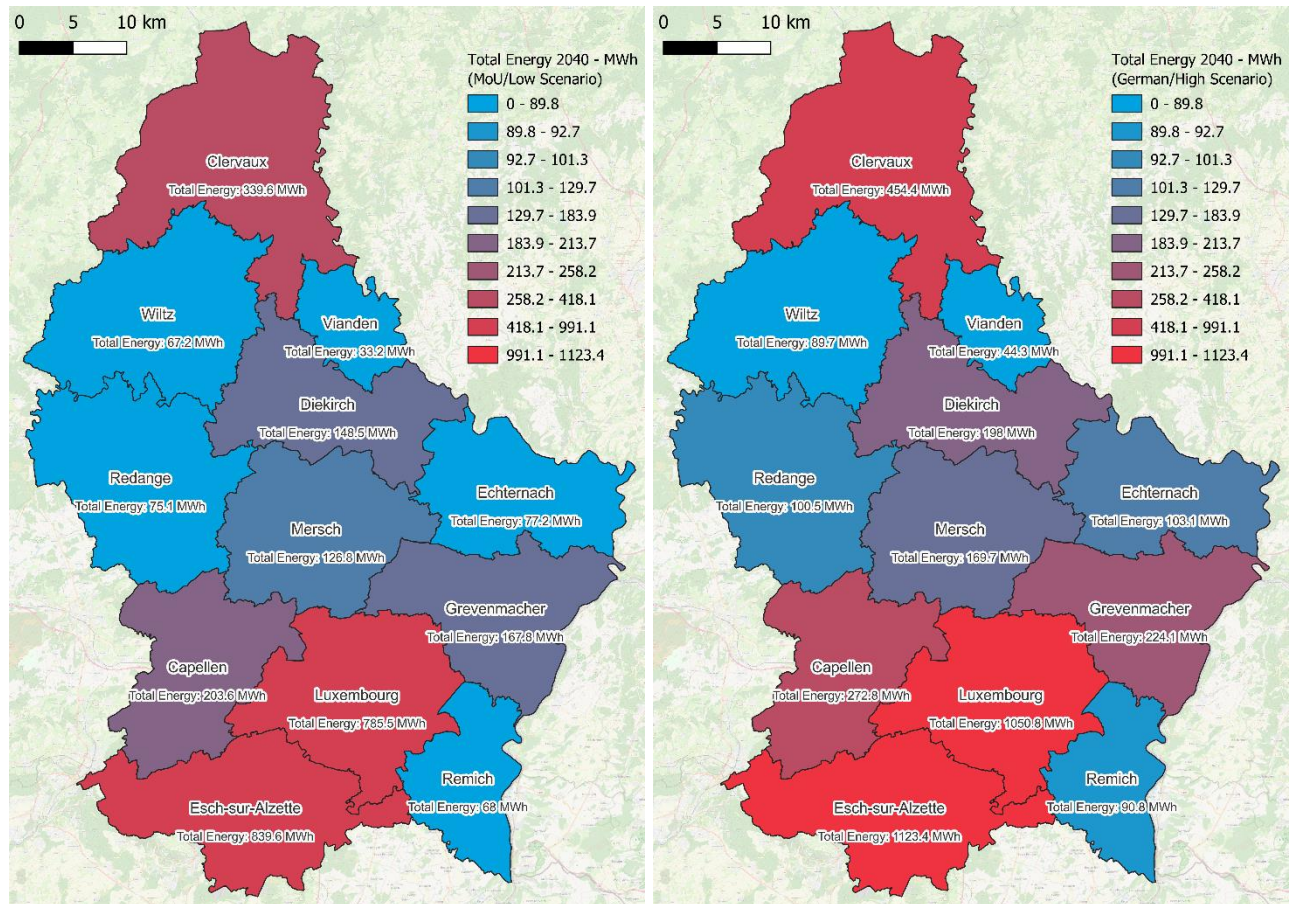 0 5 10 km
Total Energy 2040 - MWh
(MoU/Low Scenario)
0 - 89.8
89.8 - 92.7
92.7 - 101.3
101.3 - 129.7
129.7 - 183.9
183.9 - 213.7
213.7 - 258.2
258.2 - 418.1
418.1 - 991.1
991.1 - 1123.4
Clervaux
Total Energy: 339.6 MWh
Wiltz
Total Energy: 67.2 MWh
Vianden
Total Energy: 33.2 MWh
Diekirch
Total Energy: 148.5 MWh
Redange
Total Energy: 75.1 MWh
Echternach
Total Energy: 77.2 MWh
Mersch
Total Energy: 126.8 MWh
Grevenmacher
Total Energy: 167.8 MWh
Capellen
Total Energy: 203.6 MWh
Luxembourg
Total Energy: 785.5 MWh
Remich
Total Energy: 68 MWh
Esch-sur-Alzette
Total Energy: 839.6 MWh
0 5 10 km
Total Energy 2040 - MWh
(German/High Scenario)
0 - 89.8
89.8 - 92.7
92.7 - 101.3
101.3 - 129.7
129.7 - 183.9
183.9 - 213.7
213.7 - 258.2
258.2 - 418.1
418.1 - 991.1
991.1 - 1123.4
Clervaux
Total Energy: 454.4 MWh
Wiltz
Total Energy: 89.7 MWh
Vianden
Total Energy: 44.3 MWh
Diekirch
Total Energy: 198 MWh
Redange
Total Energy: 100.5 MWh
Echternach
Total Energy: 103.1 MWh
Mersch
Total Energy: 169.7 MWh
Grevenmacher
Total Energy: 224.1 MWh
Capellen
Total Energy: 272.8 MWh
Luxembourg
Total Energy: 1050.8 MWh
Remich
Total Energy: 90.8 MWh
Esch-sur-Alzette
Total Energy: 1123.4 MWh